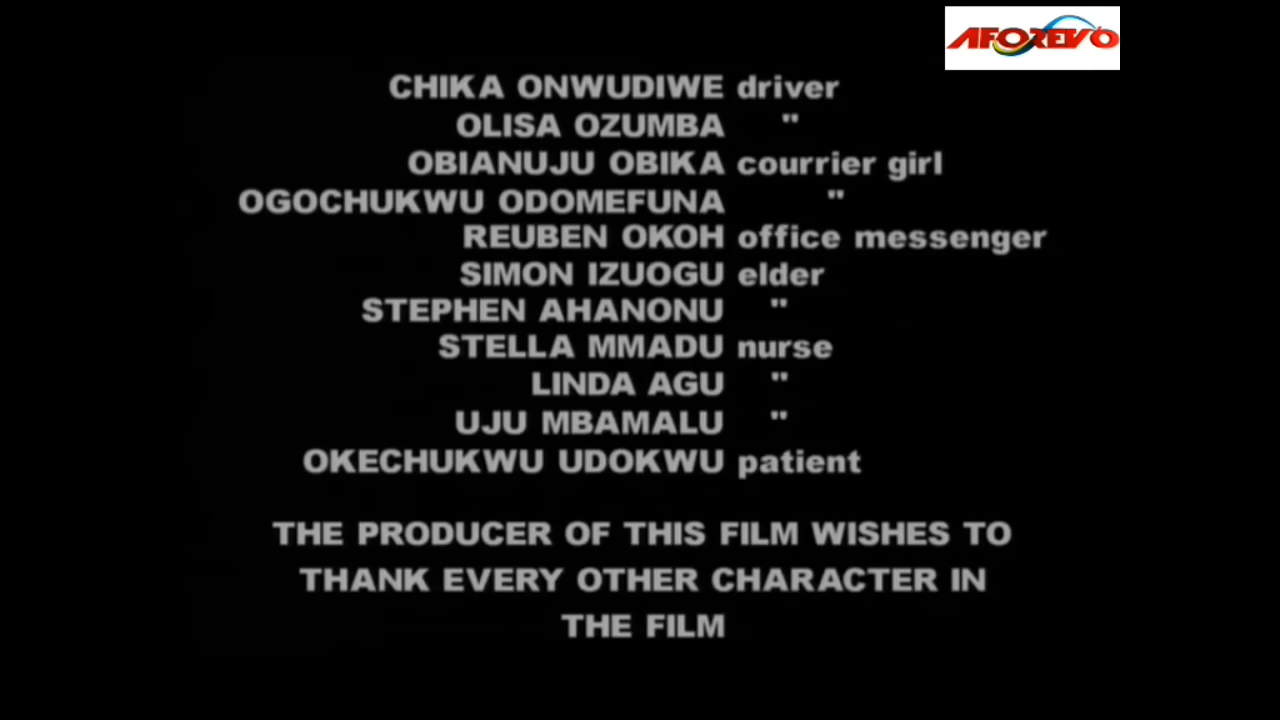 AFOREVO
CHIKA ONWUDIWE driver
OLISA OZUMBA "
OBIANUJU OBIKA courrier girl
OGOCHUKWU ODOMEFUNA "
REUBEN OKOH office messenger
SIMON IZUOGU elder
STEPHEN AHANONU "
STELLA MMADU nurse
LINDA AGU "
UJU MBAMALU "
OKECHUKWU UDOKWU patient
THE PRODUCER OF THIS FILM WISHES TO
THANK EVERY OTHER CHARACTER IN
THE FILM